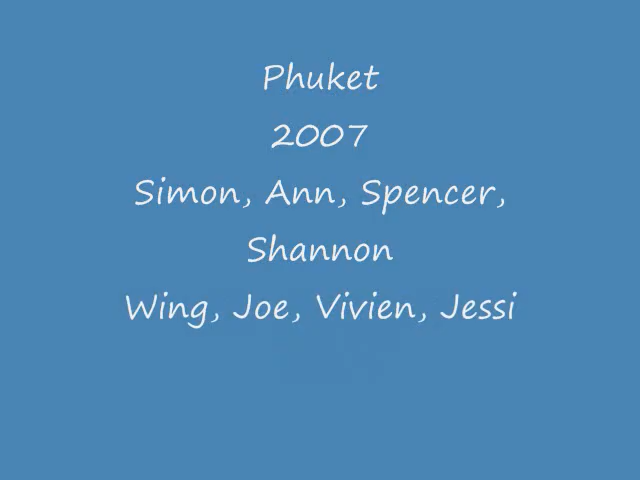 Phuket
2007
Simon, Ann, Spencer,
Shannon
Wing, Joe, Vivien, Jessi